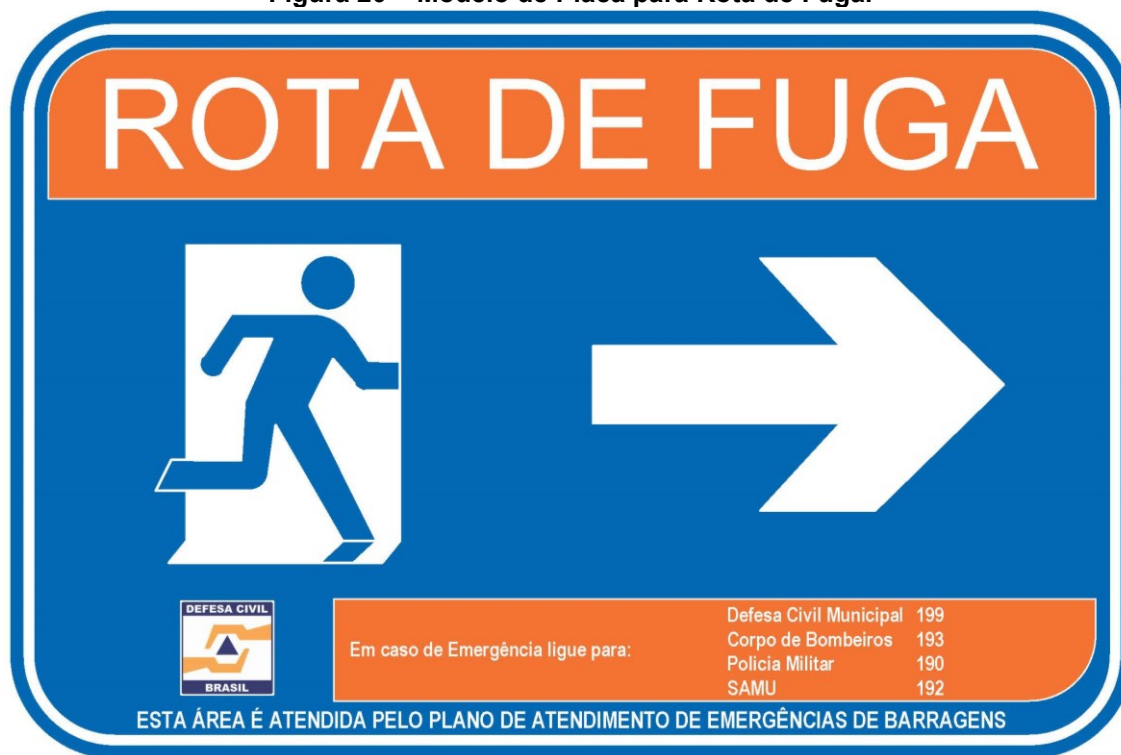 ROTA DE FUGA
DEFESA CIVIL
BRASIL
Em caso de Emergência ligue para:
Defesa Civil Municipal 199
Corpo de Bombeiros 193
Policia Militar 190
SAMU 192
ESTA ÁREA É ATENDIDA PELO PLANO DE ATENDIMENTO DE EMERGÊNCIAS DE BARRAGENS